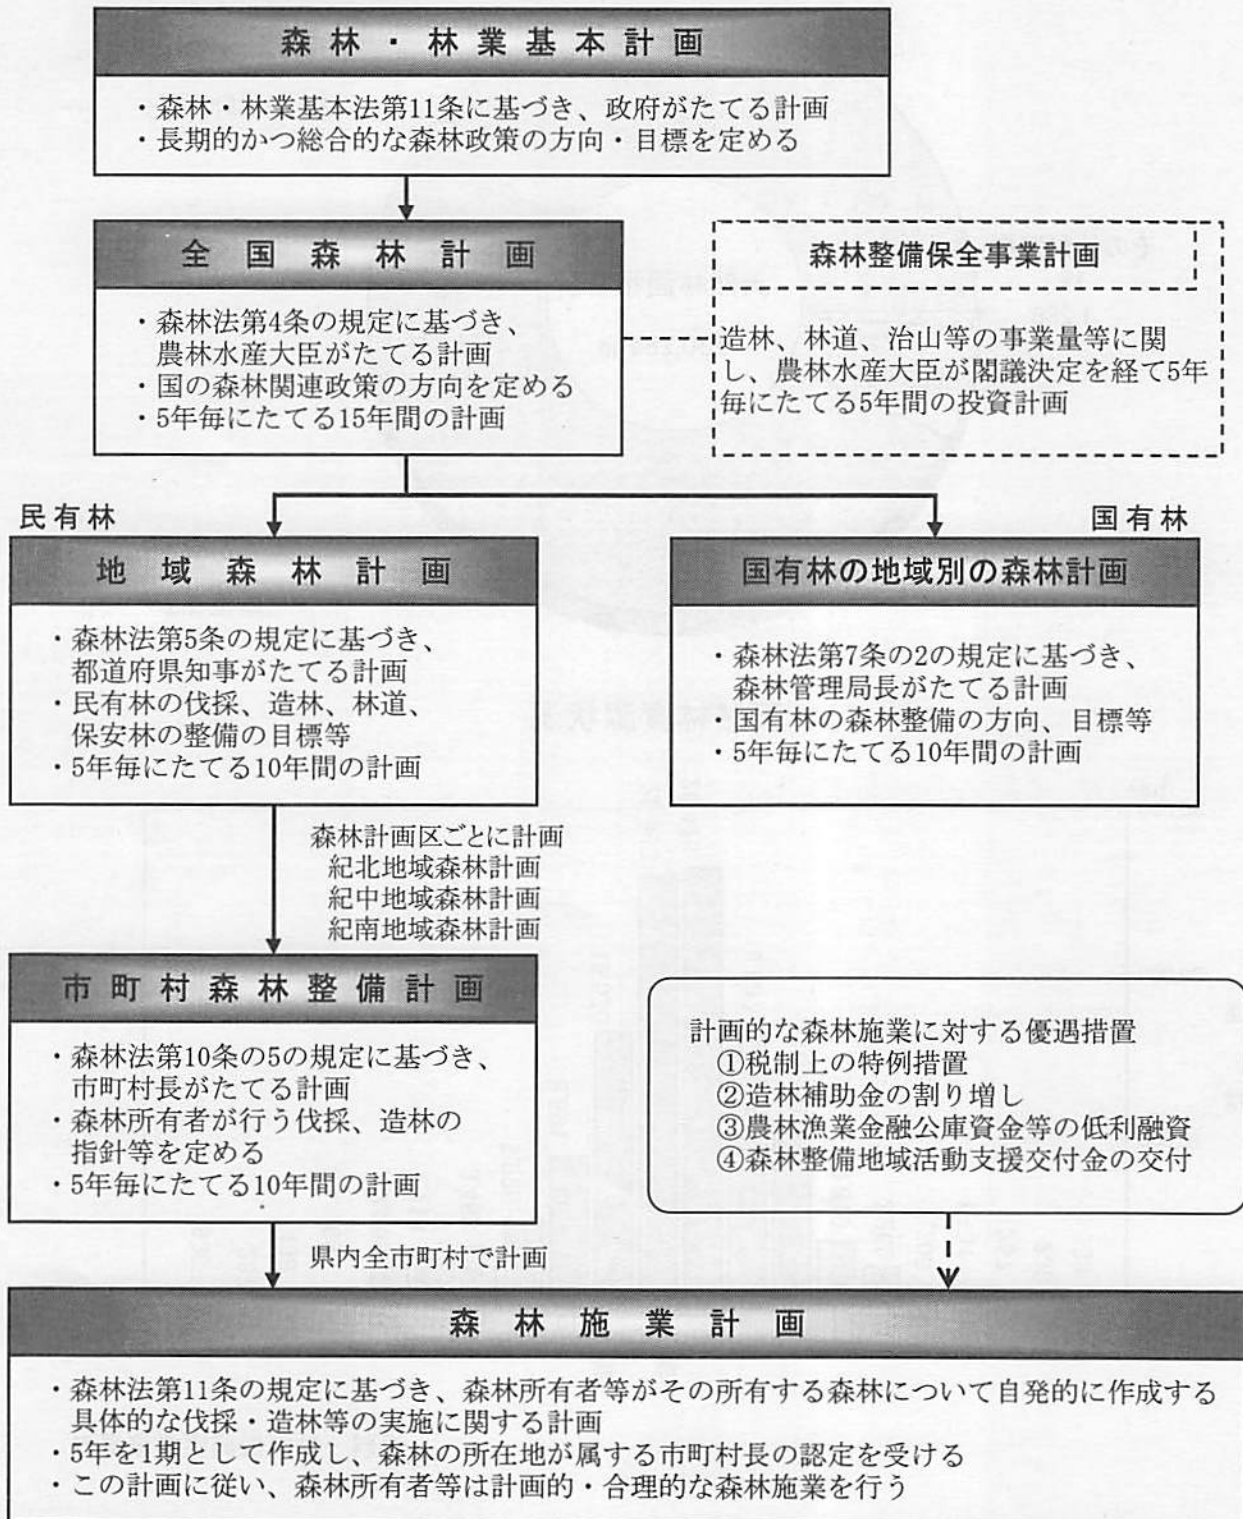 森林・林業基本計画
・森林・林業基本法第11条に基づき、政府がたてる計画
・長期的かつ総合的な森林政策の方向・目標を定める
全国森林計画
・森林法第4条の規定に基づき、
農林水産大臣がたてる計画
・国の森林関連政策の方向を定める
・5年毎にたてる15年間の計画
森林整備保全事業計画
造林、林道、治山等の事業量等に関
し、農林水産大臣が閣議決定を経て5年
毎にたてる5年間の投資計画
民有林
地域森林計画
・森林法第5条の規定に基づき、
都道府県知事がたてる計画
・民有林の伐採、造林、林道、
保安林の整備の目標等
・5年毎にたてる10年間の計画
国有林
国有林の地域別の森林計画
・森林法第7条の2の規定に基づき、
森林管理局長がたてる計画
・国有林の森林整備の方向、目標等
・5年毎にたてる10年間の計画
森林計画区ごとに計画
紀北地域森林計画
紀中地域森林計画
紀南地域森林計画
市町村森林整備計画
・森林法第10条の5の規定に基づき、
市町村長がたてる計画
・森林所有者が行う伐採、造林の
指針等を定める
・5年毎にたてる10年間の計画
計画的な森林施業に対する優遇措置
①税制上の特例措置
②造林補助金の割り増し
③農林漁業金融公庫資金等の低利融資
④森林整備地域活動支援交付金の交付
県内全市町村で計画
森林施業計画
・森林法第11条の規定に基づき、森林所有者等がその所有する森林について自発的に作成する
具体的な伐採・造林等の実施に関する計画
・5年を1期として作成し、森林の所在地が属する市町村長の認定を受ける
・この計画に従い、森林所有者等は計画的・合理的な森林施業を行う